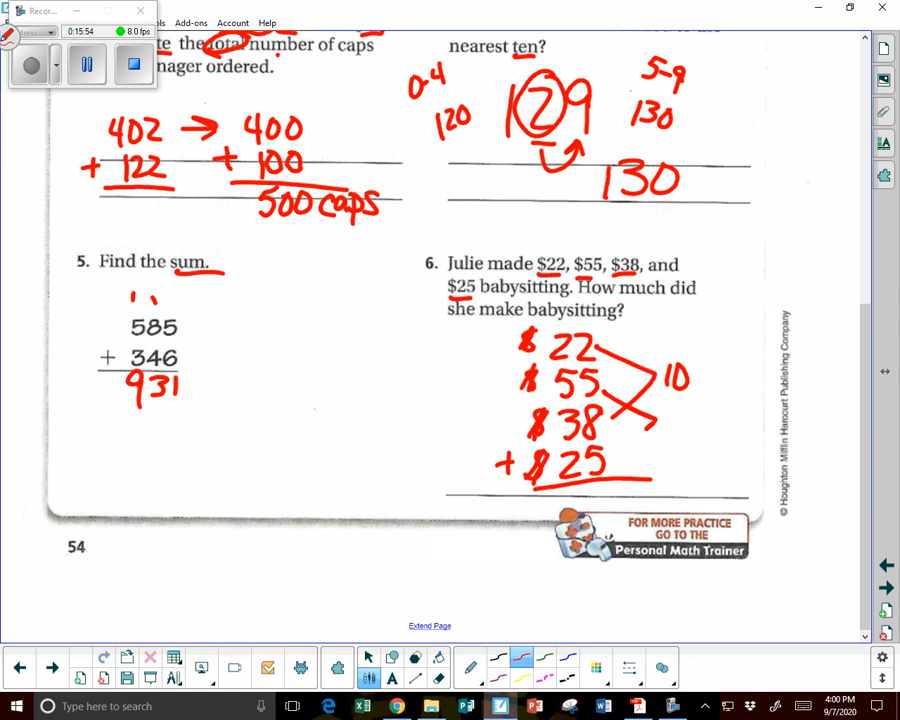 Recor...
0:15:54
8.0 fps
Menu
ols Actions Account Help
te the total number of caps
nager ordered.
402 → 400
+ 122 + 100
500 caps
nearest ten?
0-4
120
129
5-9
130
130
5. Find the sum.
585
+ 346
931
6. Julie made $22, $55, $38, and
$25 babysitting. How much did
she make babysitting?
$ 22
$ 55
$ 38
+ $ 25
10
© Houghton Mifflin Harcourt Publishing Company
FOR MORE PRACTICE
GO TO THE
Personal Math Trainer
54
Extend Page
Type here to search
4:00 PM
9/7/2020